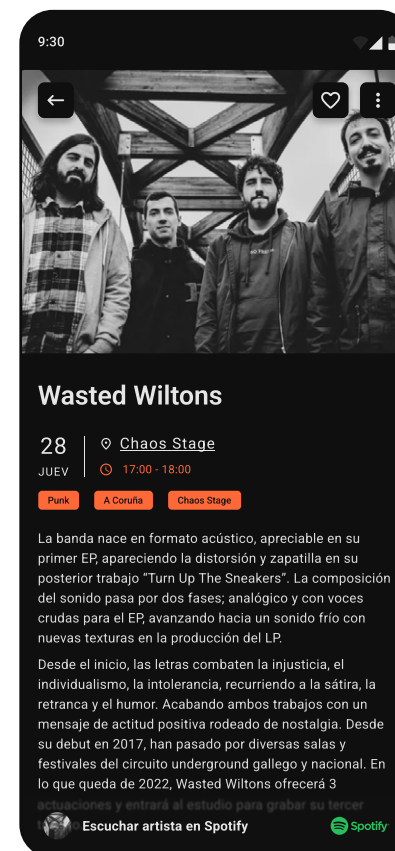 9:30
Wasted Wiltons
28
JUEV
Chaos Stage
17:00 - 18:00
Punk
A Coruña
Chaos Stage
La banda nace en formato acústico, apreciable en su
primer EP, apareciendo la distorsión y zapatilla en su
posterior trabajo “Turn Up The Sneakers”. La composición
del sonido pasa por dos fases; analógico y con voces
crudas para el EP, avanzando hacia un sonido frío con
nuevas texturas en la producción del LP.
Desde el inicio, las letras combaten la injusticia, el
individualismo, la intolerancia, recurriendo a la sátira, la
retranca y el humor. Acabando ambos trabajos con un
mensaje de actitud positiva rodeado de nostalgia. Desde
su debut en 2017, han pasado por diversas salas y
festivales del circuito underground gallego y nacional. En
lo que queda de 2022, Wasted Wiltons ofrecerá 3
actuaciones y entrará al estudio para grabar su tercer
Escuchar artista en Spotify
Spotify